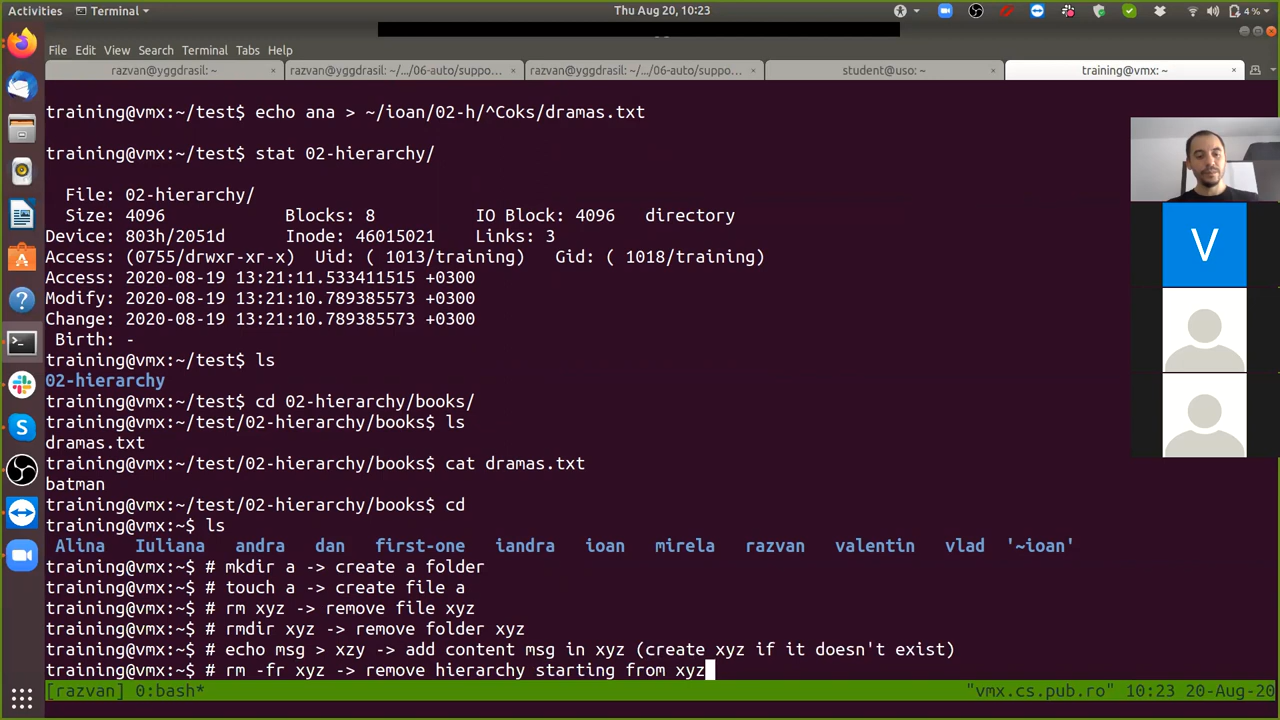 Activities Terminal Thu Aug 20, 10:23 4 %
File Edit View Search Terminal Tabs Help
razvan@yggdrasil: ~ × razvan@yggdrasil: ~/.../06-auto/suppo... × razvan@yggdrasil: ~/.../06-auto/suppo... × student@uso: ~ × training@vmx: ~ ×
training@vmx:~/test$ echo ana > ~/ioan/02-h/^Coks/dramas.txt
training@vmx:~/test$ stat 02-hierarchy/
File: 02-hierarchy/
Size: 4096 Blocks: 8 IO Block: 4096 directory
Device: 803h/2051d Inode: 46015021 Links: 3
Access: (0755/drwxr-xr-x) Uid: ( 1013/training) Gid: ( 1018/training)
Access: 2020-08-19 13:21:11.533411515 +0300
Modify: 2020-08-19 13:21:10.789385573 +0300
Change: 2020-08-19 13:21:10.789385573 +0300
Birth: -
training@vmx:~/test$ ls
02-hierarchy
training@vmx:~/test$ cd 02-hierarchy/books/
training@vmx:~/test/02-hierarchy/books$ ls
dramas.txt
training@vmx:~/test/02-hierarchy/books$ cat dramas.txt
batman
training@vmx:~/test/02-hierarchy/books$ cd
training@vmx:~$ ls
Alina Iuliana andra dan first-one iandra ioan mirela razvan valentin vlad '~ioan'
training@vmx:~$ # mkdir a -> create a folder
training@vmx:~$ # touch a -> create file a
training@vmx:~$ # rm xyz -> remove file xyz
training@vmx:~$ # rmdir xyz -> remove folder xyz
training@vmx:~$ # echo msg > xzy -> add content msg in xyz (create xyz if it doesn't exist)
training@vmx:~$ # rm -fr xyz -> remove hierarchy starting from xyz
[razvan] 0:bash* "vmx.cs.pub.ro" 10:23 20-Aug-20
V